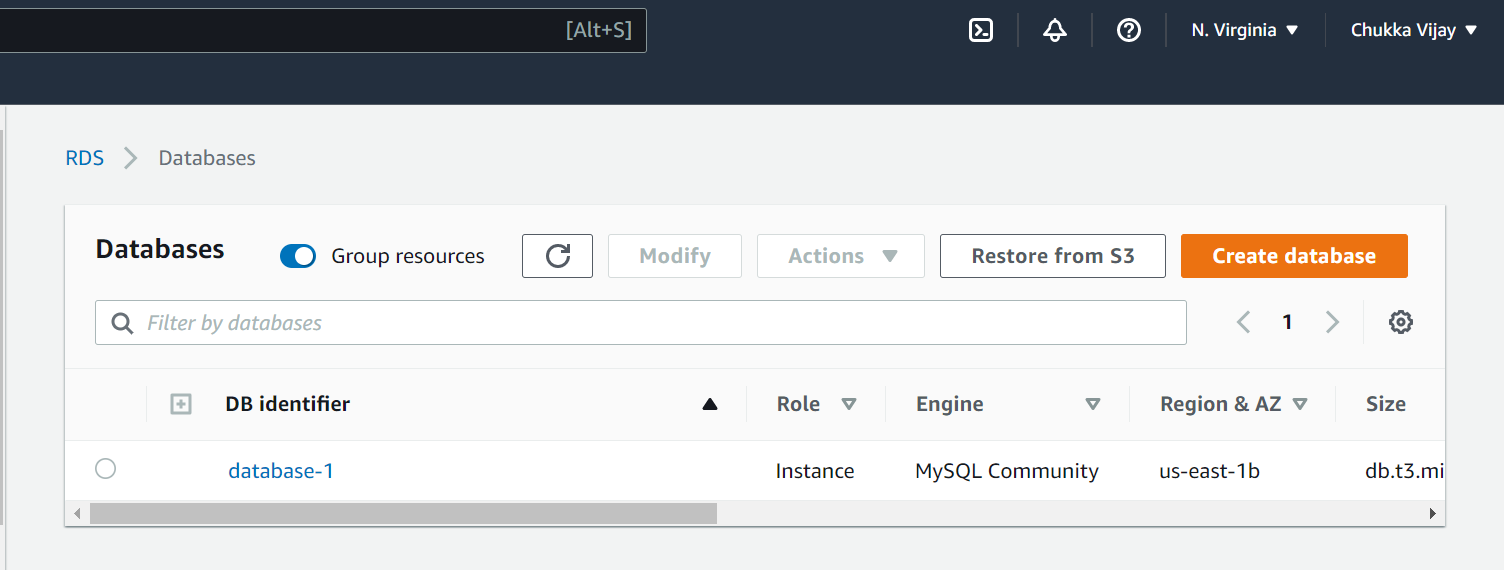 [Alt+S] N. Virginia Chukka Vijay
RDS Databases
Databases Group resources Modify Actions Restore from S3 Create database
Filter by databases 1
DB identifier Role Engine Region & AZ Size
database-1 Instance MySQL Community us-east-1b db.t3.mi